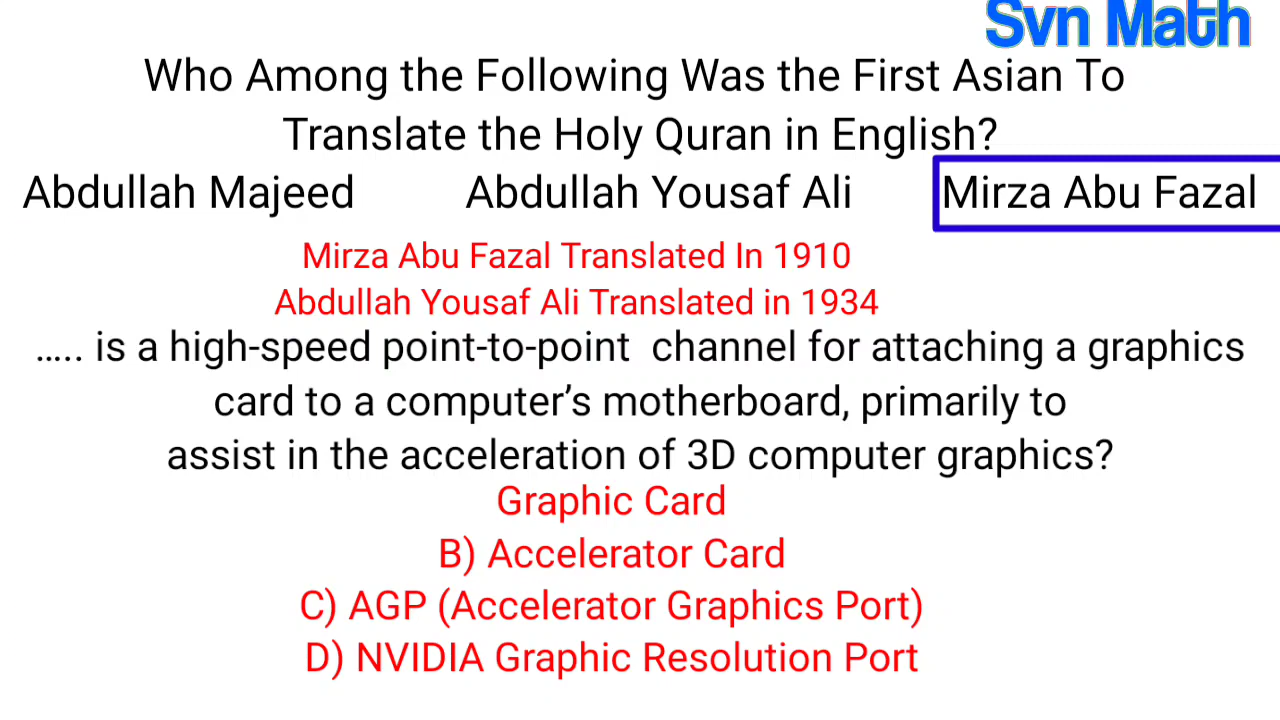 Svn Math
Who Among the Following Was the First Asian To
Translate the Holy Quran in English?
Abdullah Majeed Abdullah Yousaf Ali Mirza Abu Fazal
Mirza Abu Fazal Translated In 1910
Abdullah Yousaf Ali Translated in 1934
..... is a high-speed point-to-point channel for attaching a graphics
card to a computer’s motherboard, primarily to
assist in the acceleration of 3D computer graphics?
Graphic Card
B) Accelerator Card
C) AGP (Accelerator Graphics Port)
D) NVIDIA Graphic Resolution Port